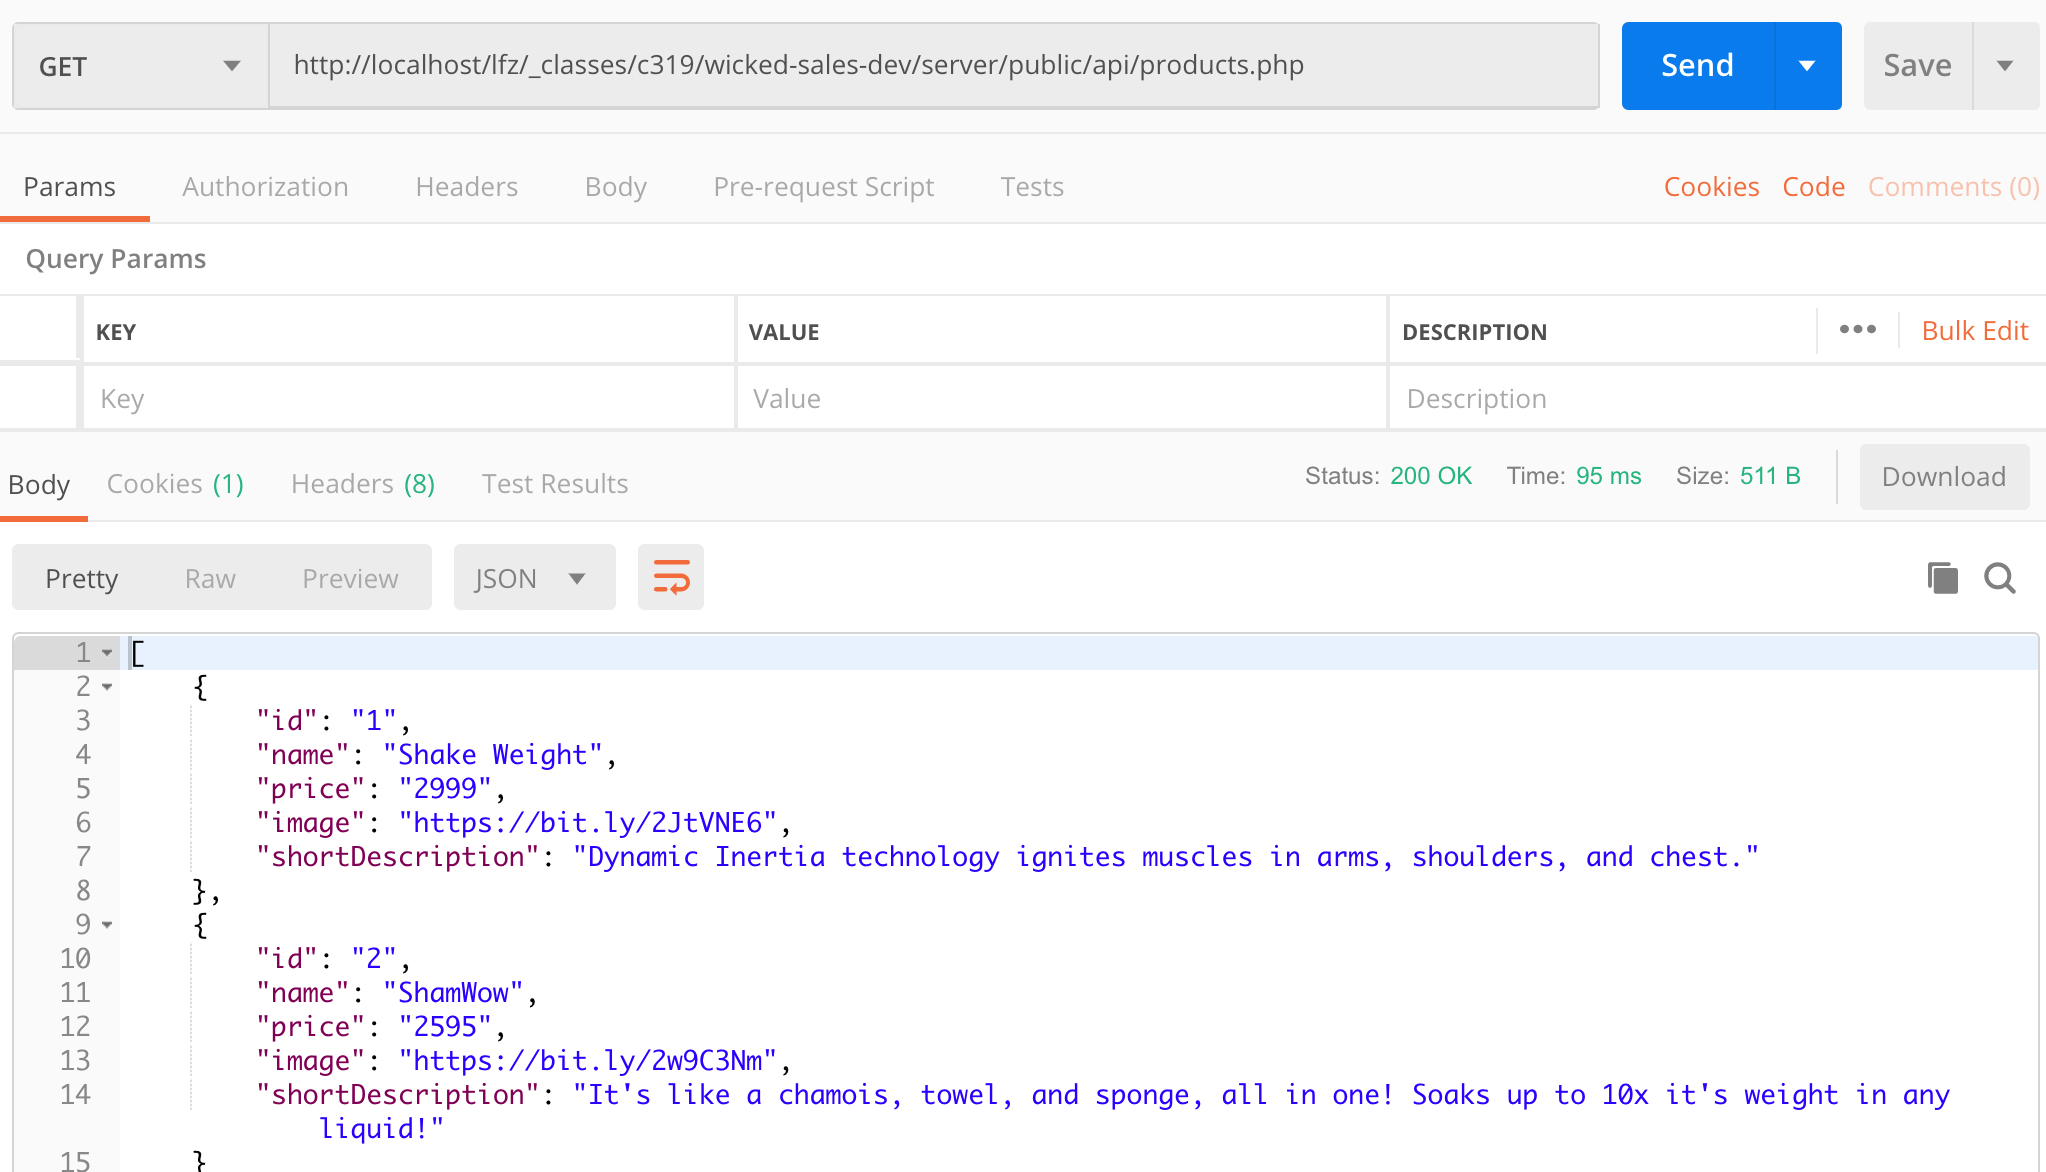 GET http://localhost/lfz/_classes/c319/wicked-sales-dev/server/public/api/products.php Send Save
Params Authorization Headers Body Pre-request Script Tests Cookies Code Comments (0)
Query Params
KEY VALUE DESCRIPTION ••• Bulk Edit
Key Value Description
Body Cookies (1) Headers (8) Test Results Status: 200 OK Time: 95 ms Size: 511 B Download
Pretty Raw Preview JSON
1 [
2 {
3 "id": "1",
4 "name": "Shake Weight",
5 "price": "2999",
6 "image": "https://bit.ly/2JtVNE6",
7 "shortDescription": "Dynamic Inertia technology ignites muscles in arms, shoulders, and chest."
8 },
9 {
10 "id": "2",
11 "name": "ShamWow",
12 "price": "2595",
13 "image": "https://bit.ly/2w9C3Nm",
14 "shortDescription": "It's like a chamois, towel, and sponge, all in one! Soaks up to 10x it's weight in any
liquid!"
15 }